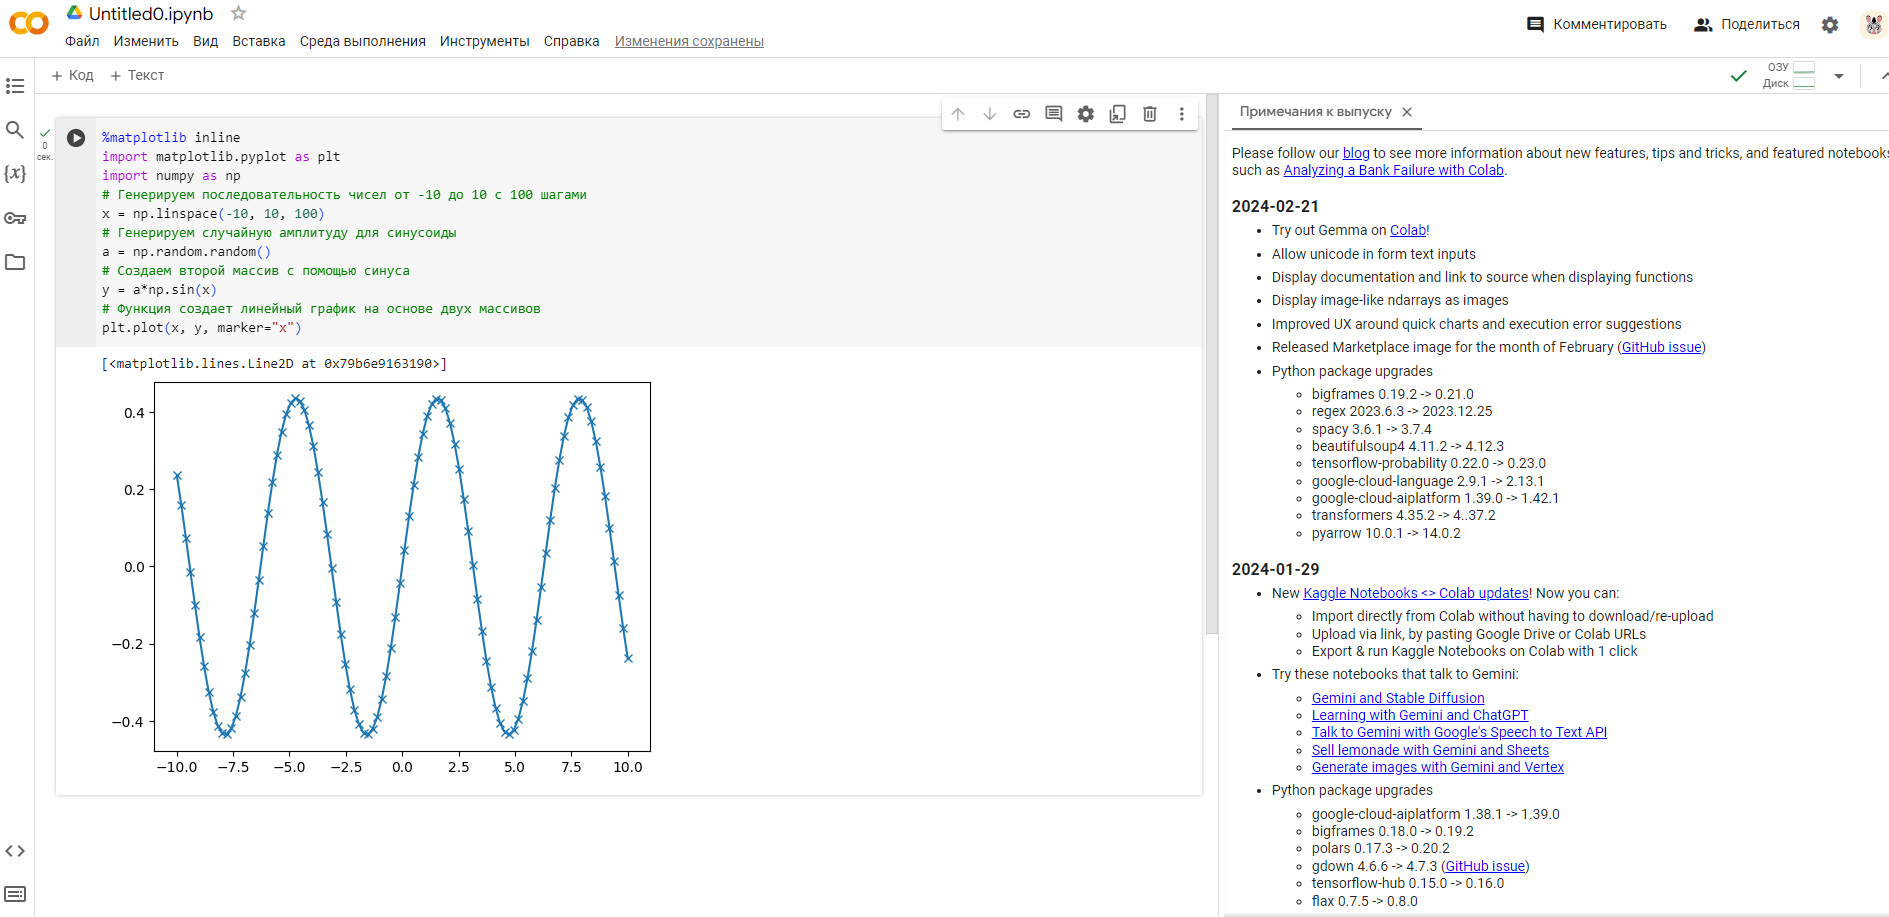 Untitled0.ipynb
Файл Изменить Вид Вставка Среда выполнения Инструменты Справка Изменения сохранены
Комментировать Поделиться
+ Код + Текст
ОЗУ
Диск
0
сек.
%matplotlib inline
import matplotlib.pyplot as plt
import numpy as np
# Генерируем последовательность чисел от -10 до 10 с 100 шагами
x = np.linspace(-10, 10, 100)
# Генерируем случайную амплитуду для синусоиды
a = np.random.random()
# Создаем второй массив с помощью синуса
y = a*np.sin(x)
# Функция создает линейный график на основе двух массивов
plt.plot(x, y, marker="x")
[<matplotlib.lines.Line2D at 0x79b6e9163190>]
0.4
0.2
0.0
−0.2
−0.4
−10.0 −7.5 −5.0 −2.5 0.0 2.5 5.0 7.5 10.0
Примечания к выпуску
Please follow our blog to see more information about new features, tips and tricks, and featured notebooks
such as Analyzing a Bank Failure with Colab.
2024-02-21
• Try out Gemma on Colab!
• Allow unicode in form text inputs
• Display documentation and link to source when displaying functions
• Display image-like ndarrays as images
• Improved UX around quick charts and execution error suggestions
• Released Marketplace image for the month of February (GitHub issue)
• Python package upgrades
◦ bigframes 0.19.2 -> 0.21.0
◦ regex 2023.6.3 -> 2023.12.25
◦ spacy 3.6.1 -> 3.7.4
◦ beautifulsoup4 4.11.2 -> 4.12.3
◦ tensorflow-probability 0.22.0 -> 0.23.0
◦ google-cloud-language 2.9.1 -> 2.13.1
◦ google-cloud-aiplatform 1.39.0 -> 1.42.1
◦ transformers 4.35.2 -> 4..37.2
◦ pyarrow 10.0.1 -> 14.0.2
2024-01-29
• New Kaggle Notebooks <> Colab updates! Now you can:
◦ Import directly from Colab without having to download/re-upload
◦ Upload via link, by pasting Google Drive or Colab URLs
◦ Export & run Kaggle Notebooks on Colab with 1 click
• Try these notebooks that talk to Gemini:
◦ Gemini and Stable Diffusion
◦ Learning with Gemini and ChatGPT
◦ Talk to Gemini with Google's Speech to Text API
◦ Sell lemonade with Gemini and Sheets
◦ Generate images with Gemini and Vertex
• Python package upgrades
◦ google-cloud-aiplatform 1.38.1 -> 1.39.0
◦ bigframes 0.18.0 -> 0.19.2
◦ polars 0.17.3 -> 0.20.2
◦ gdown 4.6.6 -> 4.7.3 (GitHub issue)
◦ tensorflow-hub 0.15.0 -> 0.16.0
◦ flax 0.7.5 -> 0.8.0